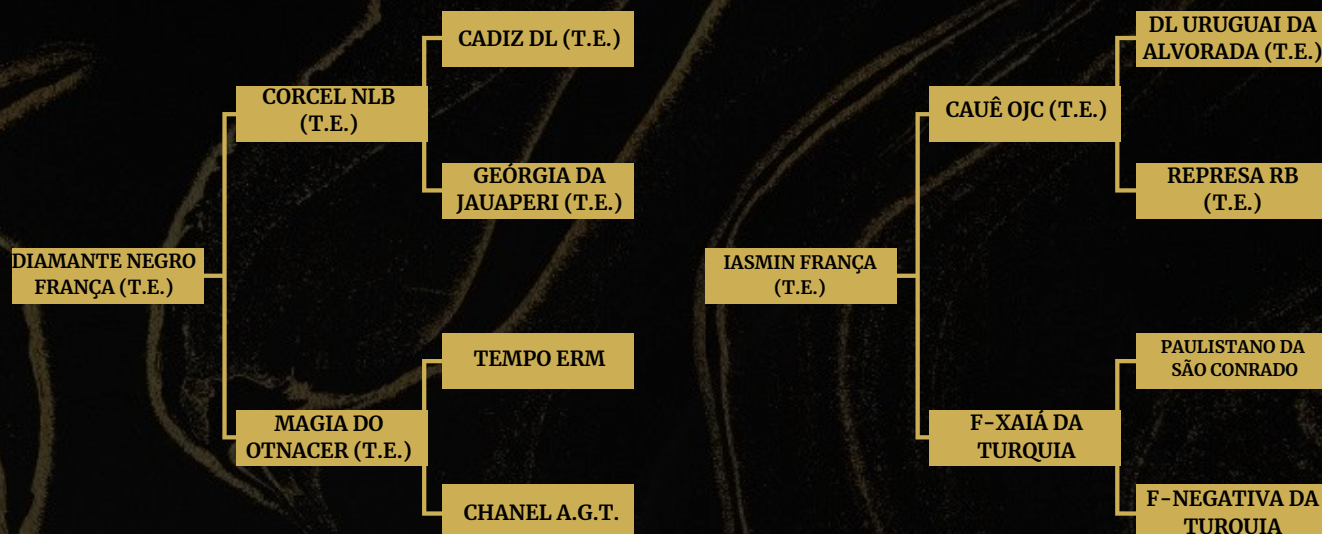 CADIZ DL (T.E.)
CORCEL NLB
(T.E.)
GEÓRGIA DA
JAUAPERI (T.E.)
DIAMANTE NEGRO
FRANÇA (T.E.)
TEMPO ERM
MAGIA DO
OTNACER (T.E.)
CHANEL A.G.T.
DL URUGUAI DA
ALVORADA (T.E.)
CAUÊ OJC (T.E.)
REPRESA RB
(T.E.)
IASMIN FRANÇA
(T.E.)
PAULISTANO DA
SÃO CONRADO
F-XAIÁ DA
TURQUIA
F-NEGATIVA DA
TURQUIA